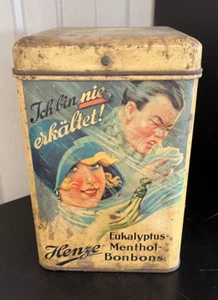 Ich bin nie
erkältet!
Henze
Eukalyptus-
Menthol-
Bonbons